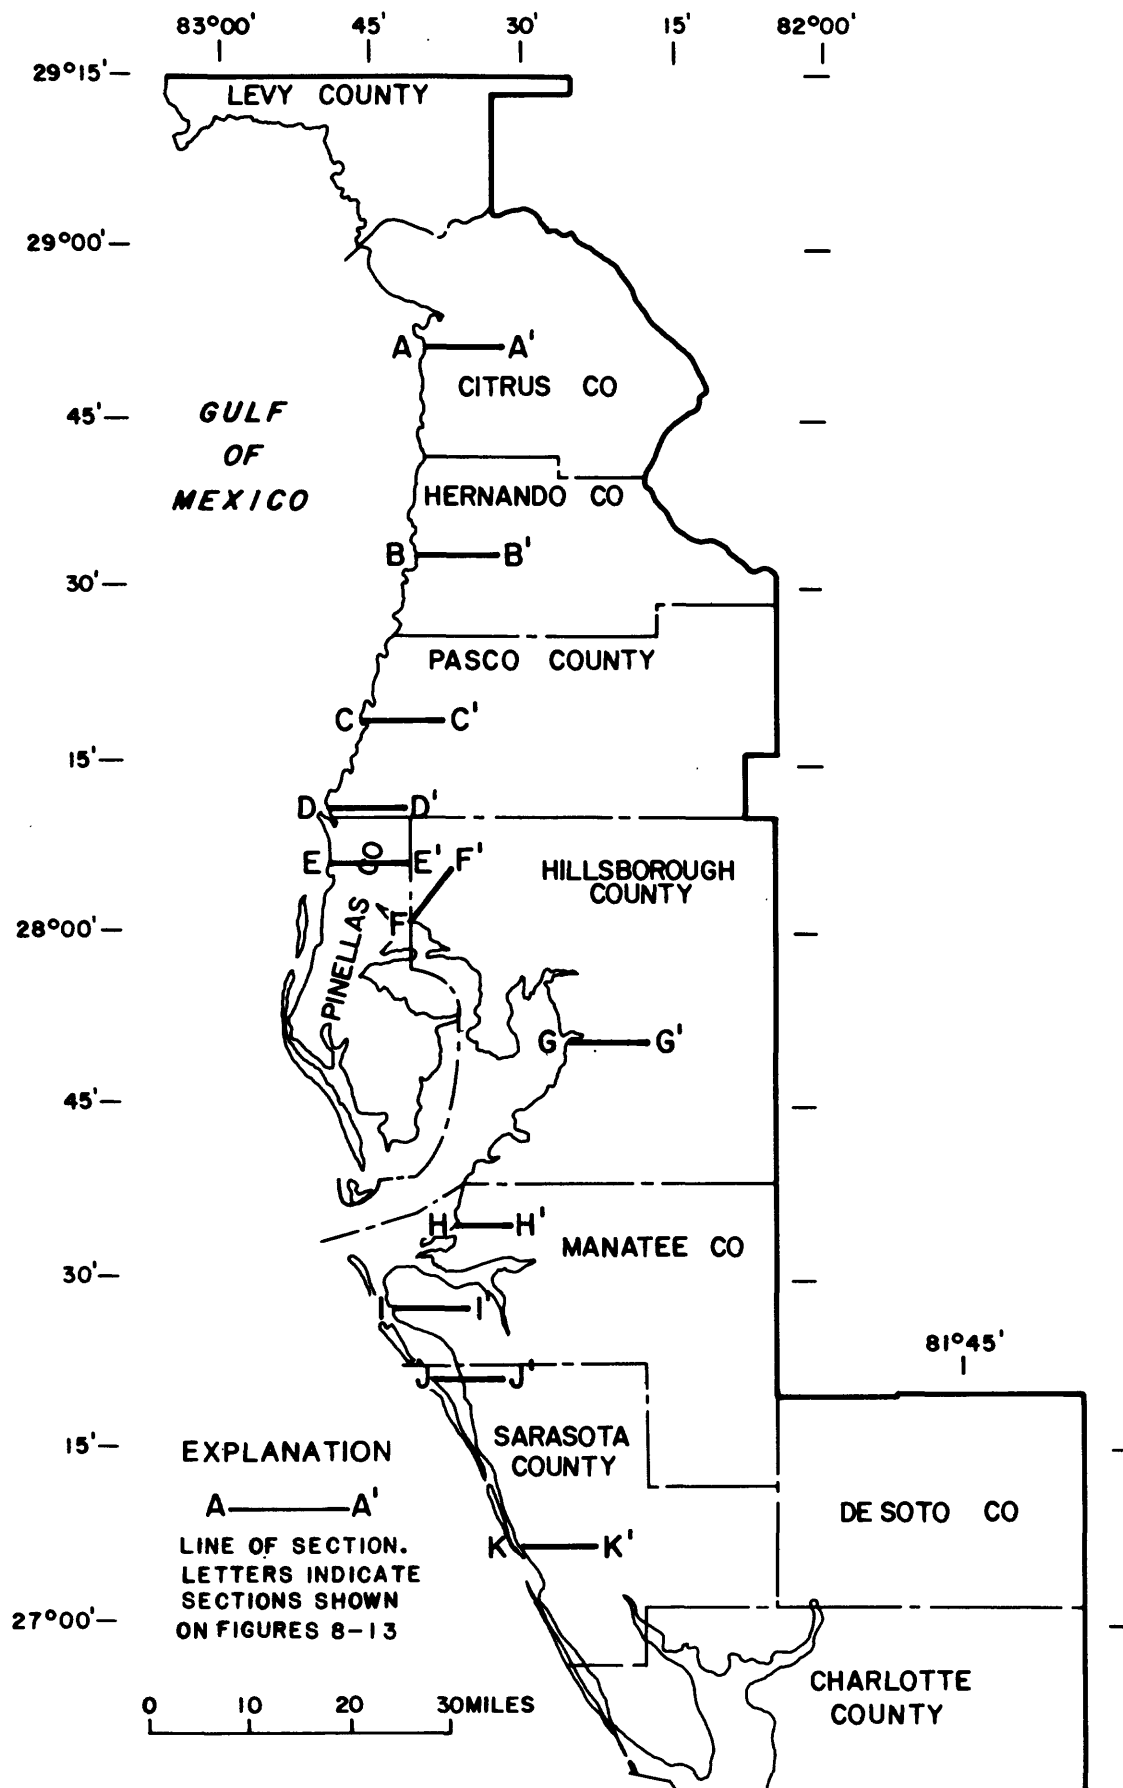 83°00' 45' 30' 15' 82°00'
29°15'
LEVY COUNTY
29°00'
A A'
CITRUS CO
45'
GULF
OF
MEXICO
HERNANDO CO
B B'
30'
PASCO COUNTY
C C'
15'
D D'
E E' F'
HILLSBOROUGH
COUNTY
PINELLAS CO
F
28°00'
G G'
45'
H H'
MANATEE CO
30'
I I'
81°45'
J J'
15'
SARASOTA
COUNTY
EXPLANATION
A A'
DE SOTO CO
LINE OF SECTION.
LETTERS INDICATE
SECTIONS SHOWN
ON FIGURES 8-13
K K'
27°00'
CHARLOTTE
COUNTY
0 10 20 30 MILES